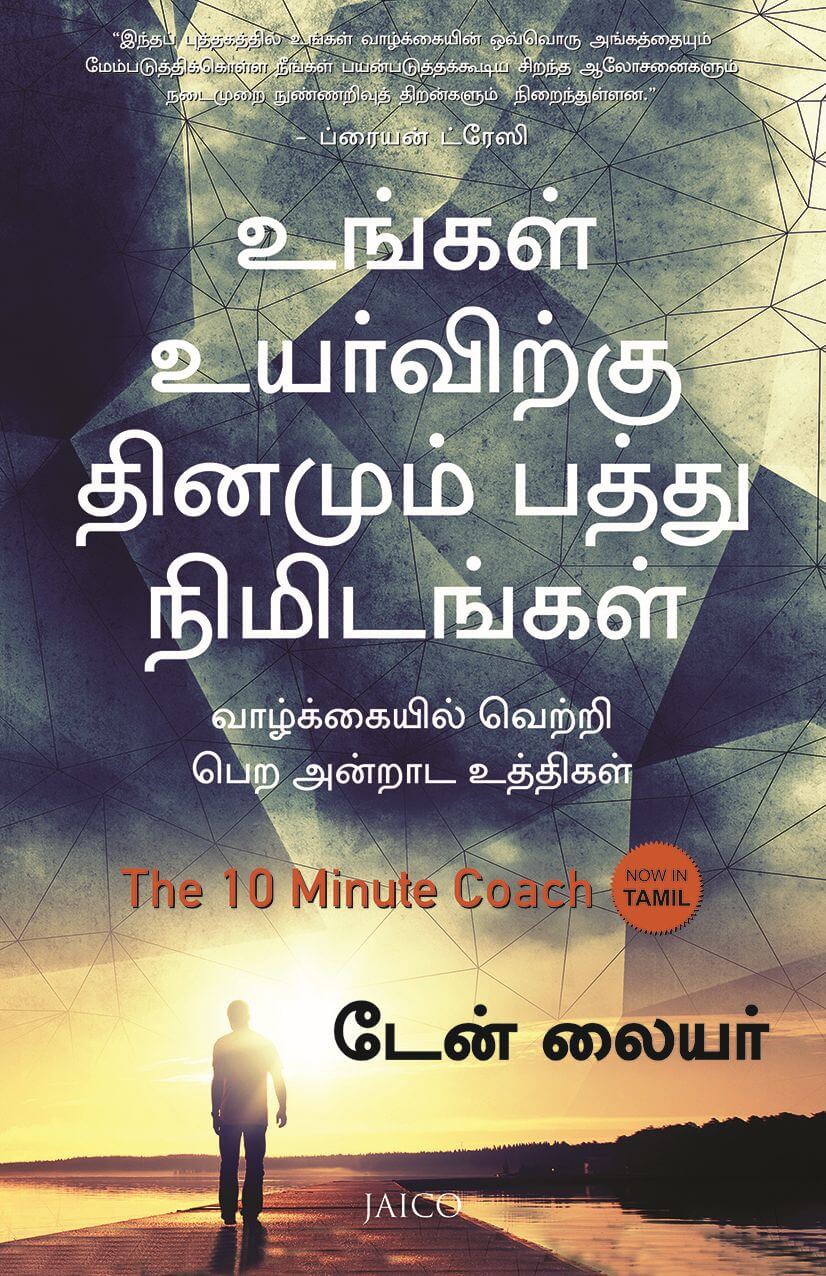 “இந்தப் புத்தகத்தில் உங்கள் வாழ்க்கையின் ஒவ்வொரு அங்கத்தையும்
மேம்படுத்திக்கொள்ள நீங்கள் பயன்படுத்தக்கூடிய சிறந்த ஆலோசனைகளும்
நடைமுறை நுண்ணறிவுத் திறன்களும் நிறைந்துள்ளன.”
– ப்ரையன் ட்ரேஸி
உங்கள்
உயர்விற்கு
தினமும் பத்து
நிமிடங்கள்
வாழ்க்கையில் வெற்றி
பெற அன்றாட உத்திகள்
The 10 Minute Coach
NOW IN
TAMIL
டேன் லையர்
JAICO